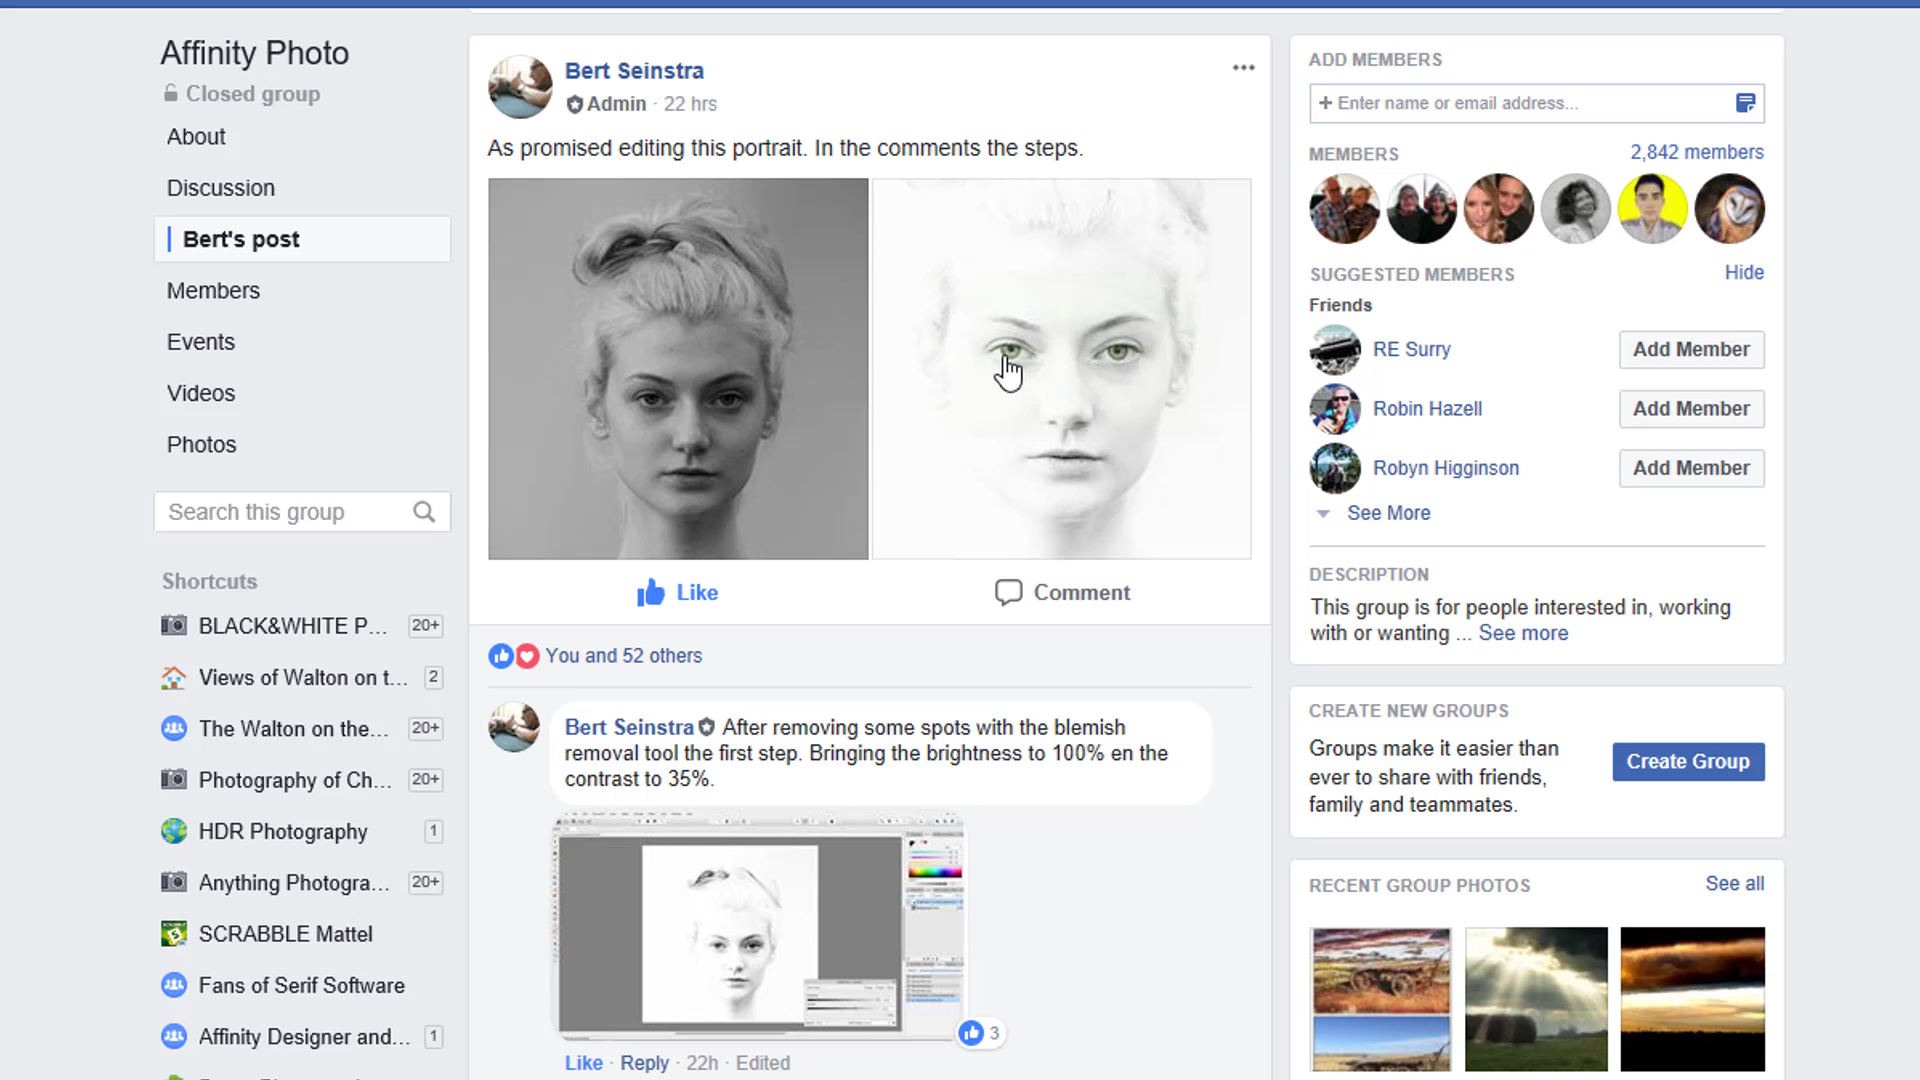 Affinity Photo
Closed group
About
Discussion
Bert's post
Members
Events
Videos
Photos
Search this group
Shortcuts
BLACK&WHITE P... 20+
Views of Walton on t... 2
The Walton on the... 20+
Photography of Ch... 20+
HDR Photography 1
Anything Photogra... 20+
SCRABBLE Mattel
Fans of Serif Software
Affinity Designer and... 1
Bert Seinstra
Admin · 22 hrs
As promised editing this portrait. In the comments the steps.
Like Comment
You and 52 others
Bert Seinstra After removing some spots with the blemish
removal tool the first step. Bringing the brightness to 100% en the
contrast to 35%.
3
Like · Reply · 22h · Edited
ADD MEMBERS
+ Enter name or email address...
MEMBERS 2,842 members
SUGGESTED MEMBERS Hide
Friends
RE Surry Add Member
Robin Hazell Add Member
Robyn Higginson Add Member
See More
DESCRIPTION
This group is for people interested in, working
with or wanting ... See more
CREATE NEW GROUPS
Groups make it easier than
ever to share with friends,
family and teammates.
Create Group
RECENT GROUP PHOTOS See all